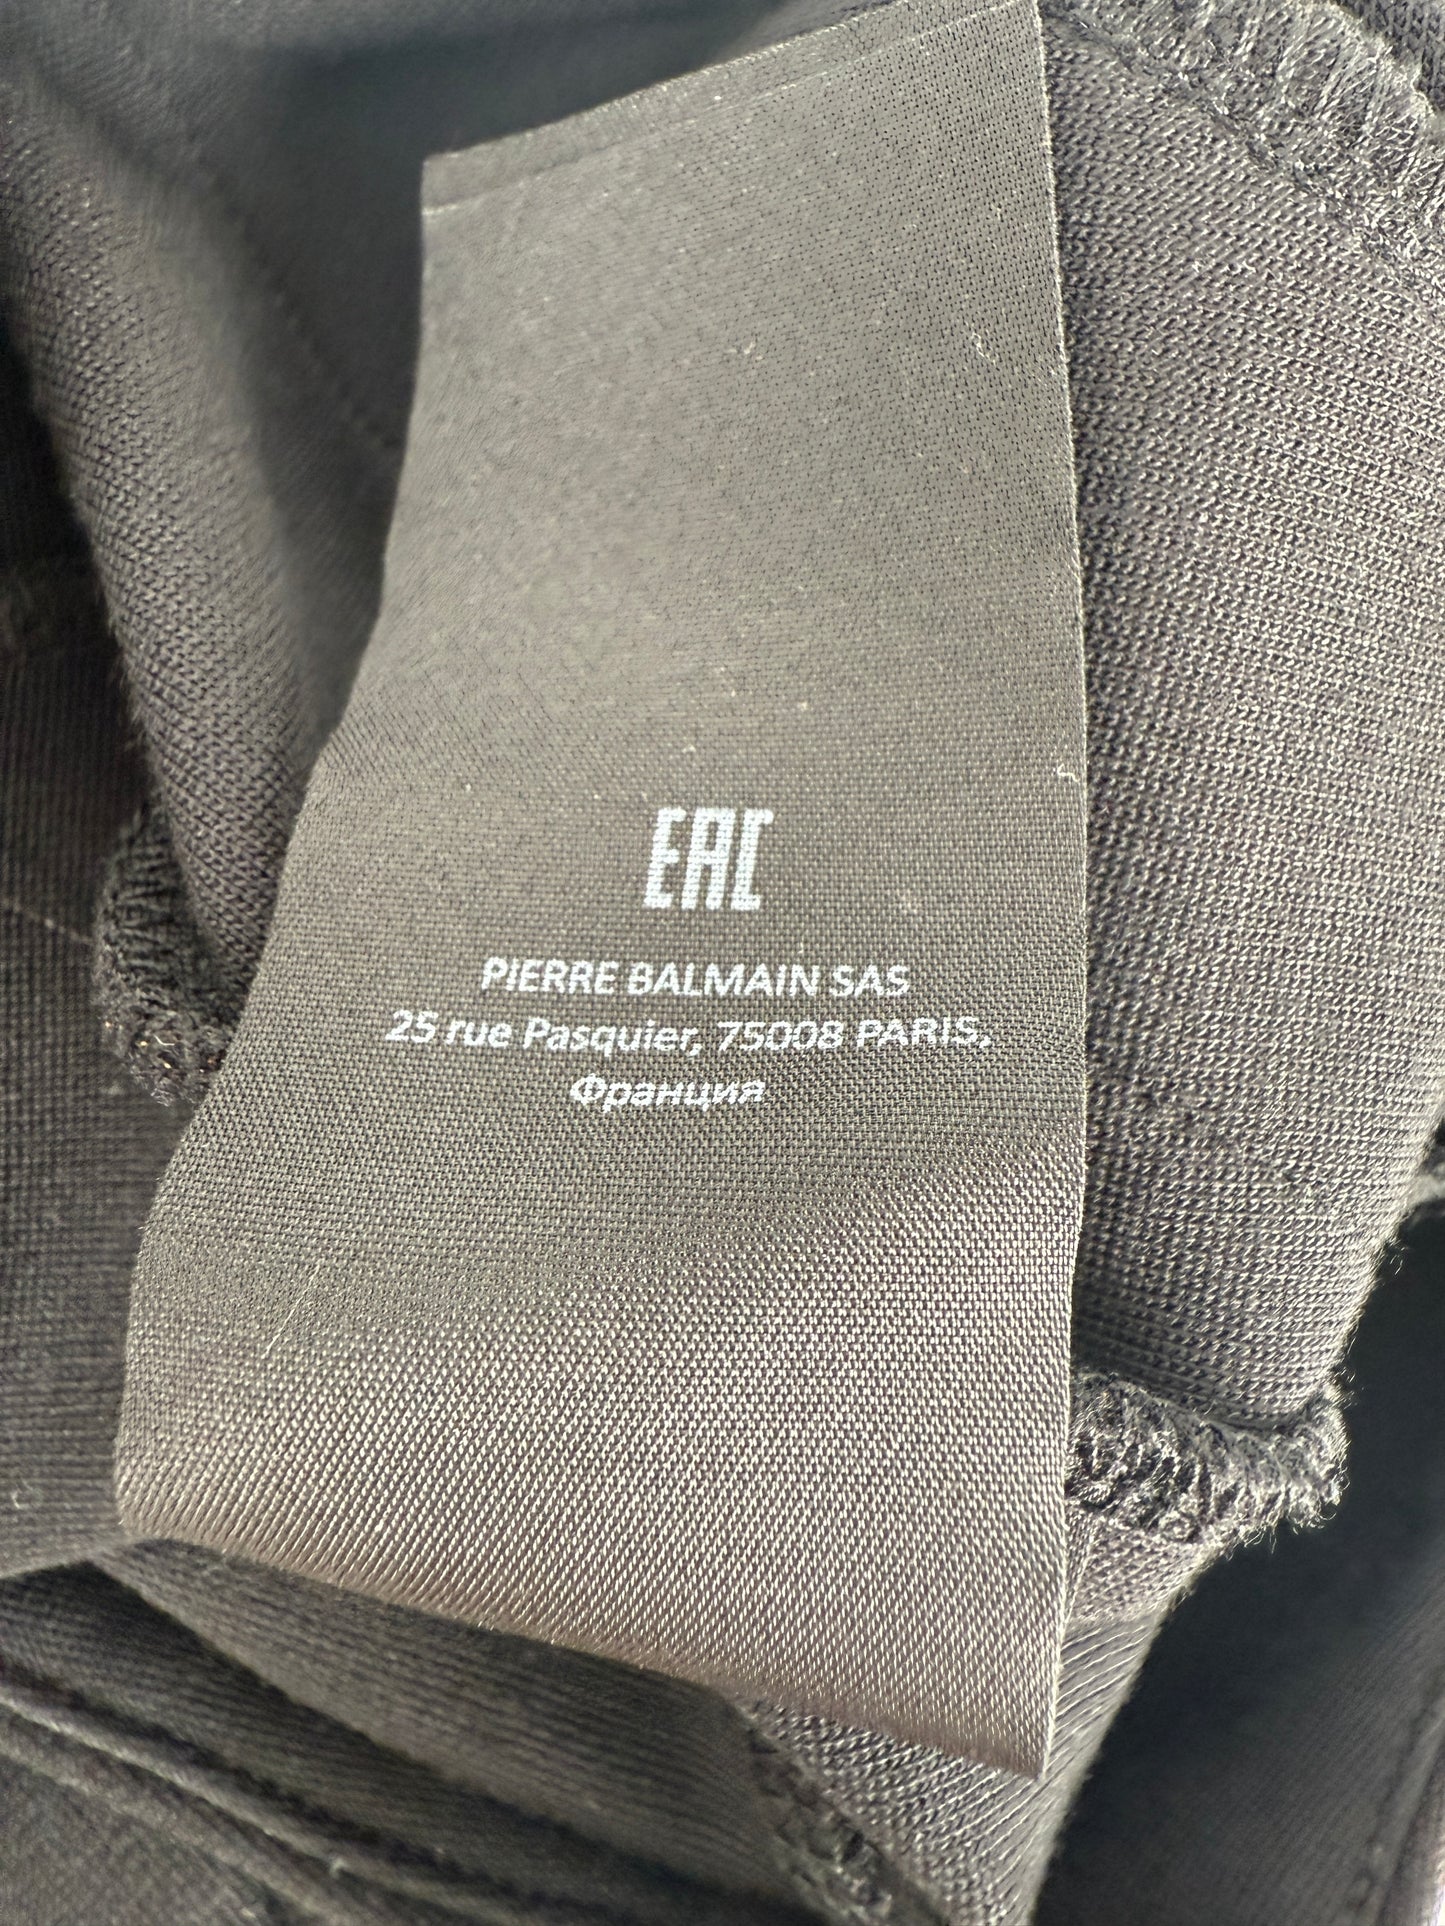 EAC
PIERRE BALMAIN SAS
25 rue Pasquier, 75008 PARIS,
Франция